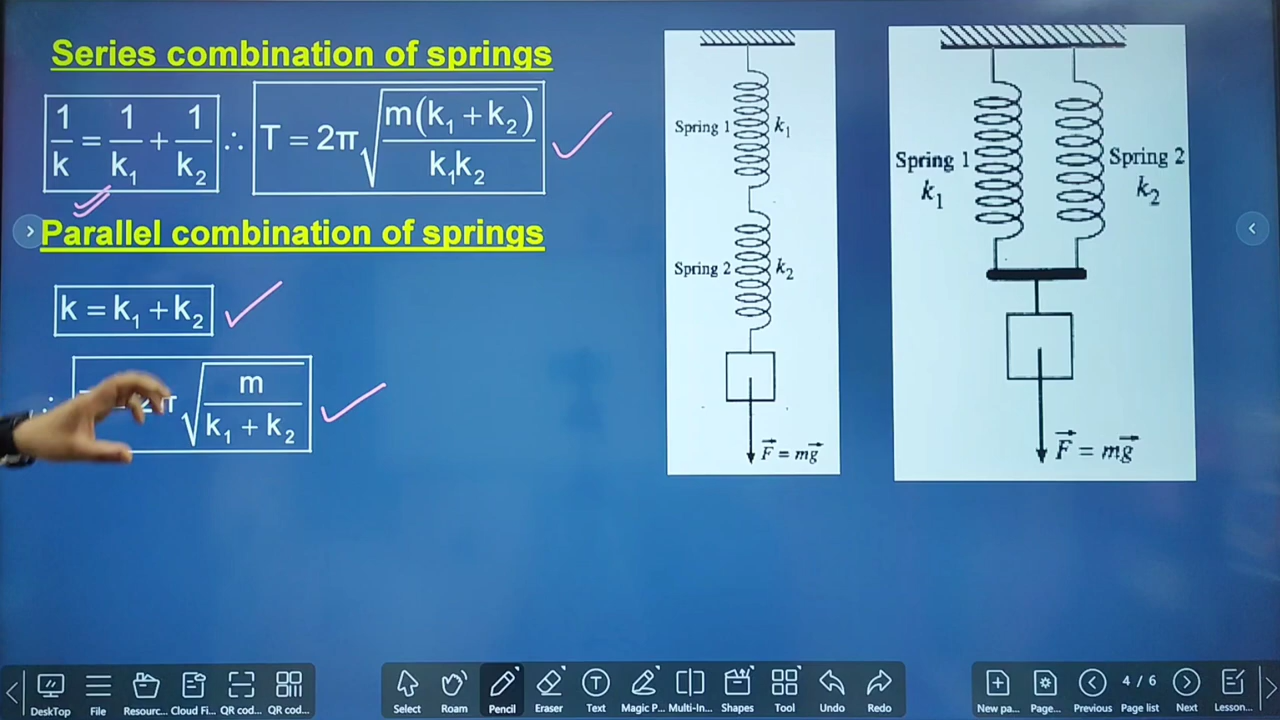 Series combination of springs
1/k = 1/k₁ + 1/k₂ ∴ T = 2π√(m(k₁ + k₂)/k₁k₂)
Parallel combination of springs
k = k₁ + k₂
∴ 2π√(m/(k₁ + k₂))
Spring 1 k₁
Spring 2 k₂
F⃗ = mg⃗
Spring 1
k₁
Spring 2
k₂
F⃗ = mg⃗
DeskTop File Resourc... Cloud Fi... QR cod... QR cod... Select Roam Pencil Eraser Text Magic P... Multi-In... Shapes Tool Undo Redo New pa... Page... Previous 4 / 6 Page list Next Lesson...